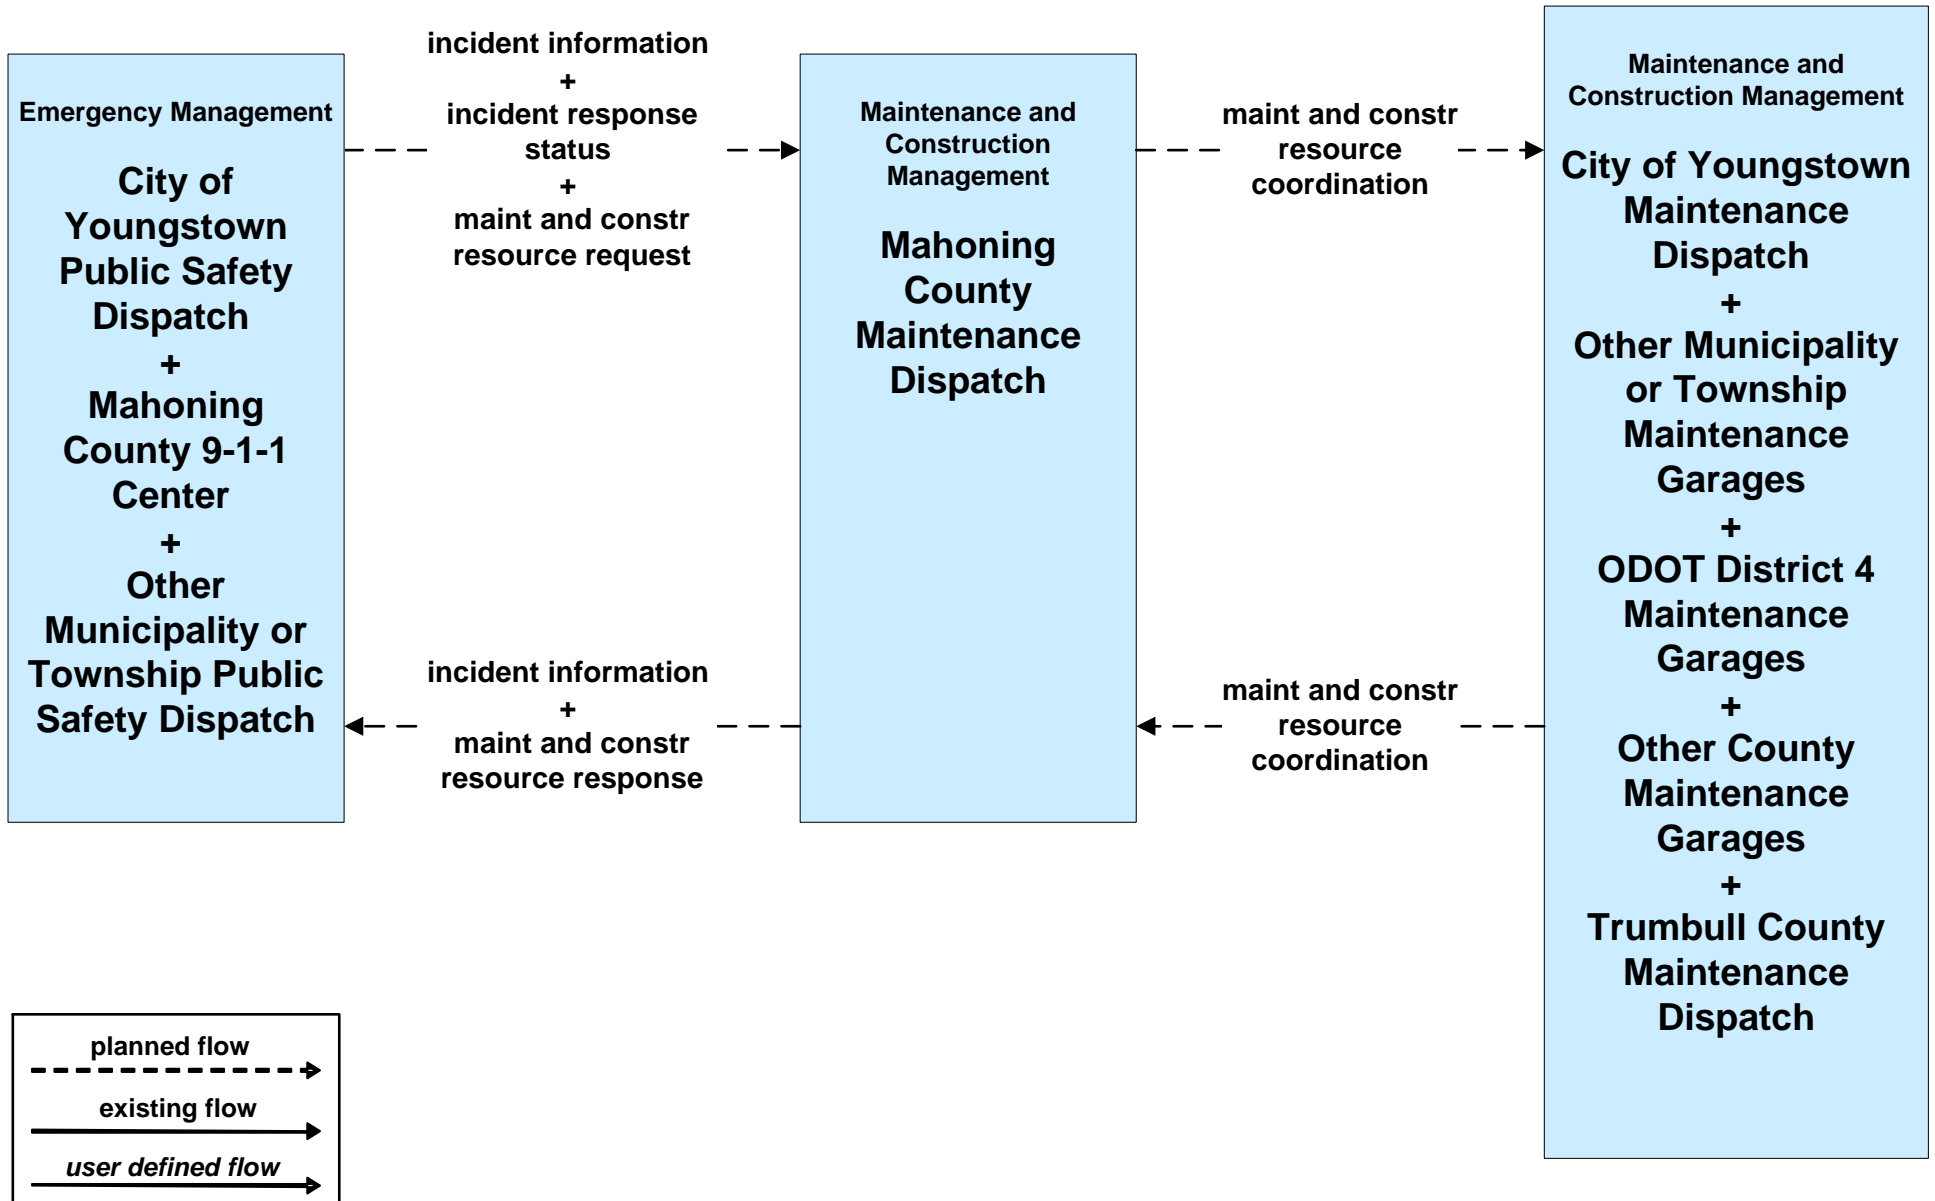 Emergency Management
City of
Youngstown
Public Safety
Dispatch
+
Mahoning
County 9-1-1
Center
+
Other
Municipality or
Township Public
Safety Dispatch
incident information
+
incident response
status
+
maint and constr
resource request
incident information
+
maint and constr
resource response
Maintenance and
Construction
Management
Mahoning
County
Maintenance
Dispatch
maint and constr
resource
coordination
maint and constr
resource
coordination
Maintenance and
Construction Management
City of Youngstown
Maintenance
Dispatch
+
Other Municipality
or Township
Maintenance
Garages
+
ODOT District 4
Maintenance
Garages
+
Other County
Maintenance
Garages
+
Trumbull County
Maintenance
Dispatch
planned flow
existing flow
user defined flow